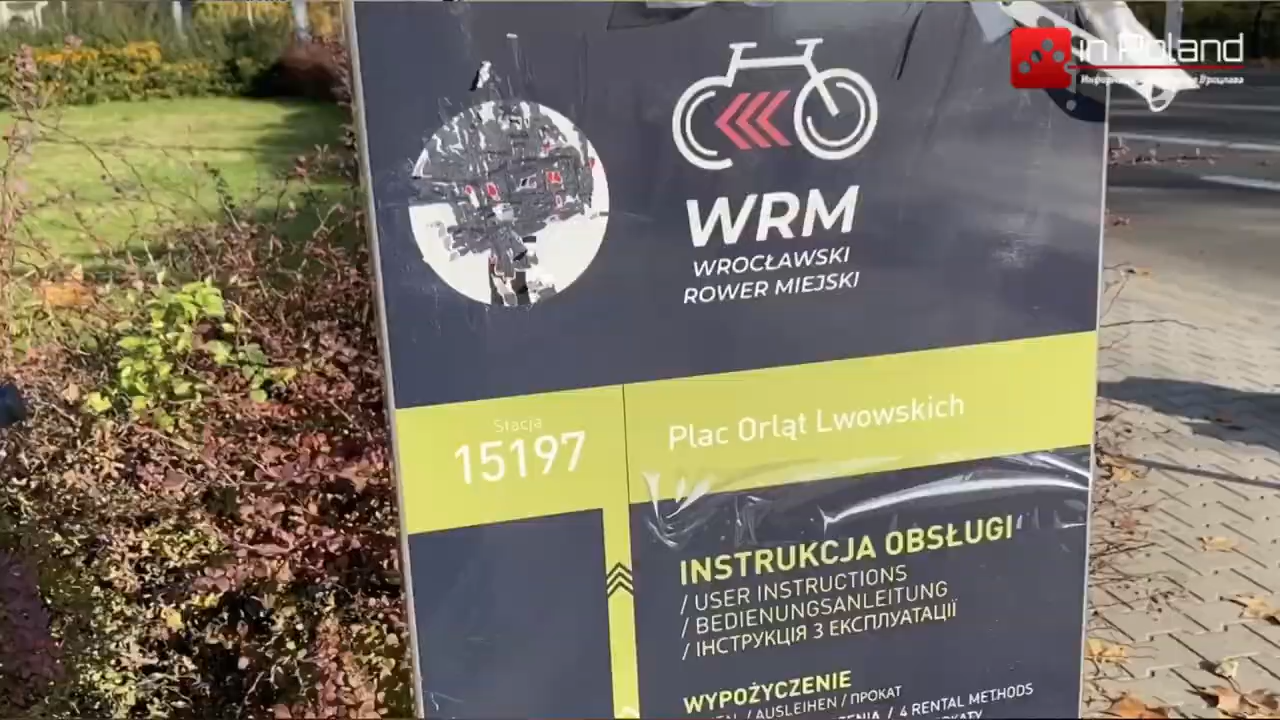 in Poland
WRM
WROCŁAWSKI
ROWER MIEJSKI
Stacja
15197
Plac Orląt Lwowskich
INSTRUKCJA OBSŁUGI
/ USER INSTRUCTIONS
/ BEDIENUNGSANLEITUNG
/ ІНСТРУКЦІЯ З ЕКСПЛУАТАЦІЇ
WYPOŻYCZENIE
/ AUSLEIHEN / ПРОКАТ
/ 4 RENTAL METHODS